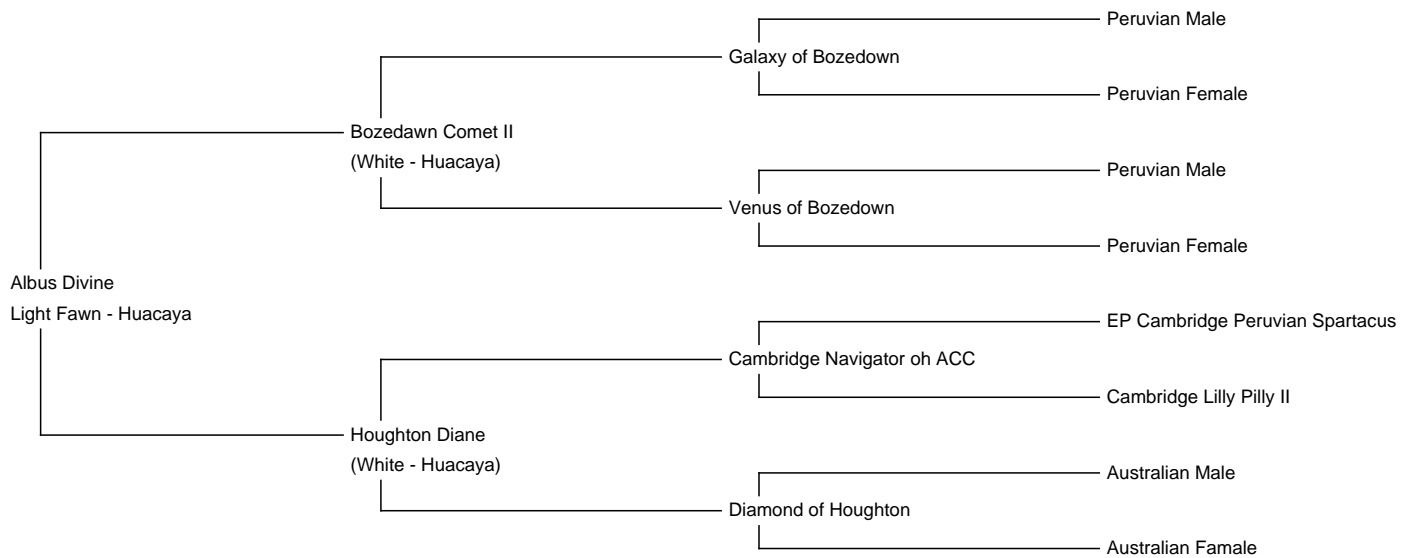 Peruvian Male
Galaxy of Bozedown
Peruvian Female
Bozedawn Comet II
(White - Huacaya)
Peruvian Male
Venus of Bozedown
Peruvian Female
Albus Divine
Light Fawn - Huacaya
EP Cambridge Peruvian Spartacus
Cambridge Navigator oh ACC
Cambridge Lilly Pilly II
Houghton Diane
(White - Huacaya)
Australian Male
Diamond of Houghton
Australian Famale